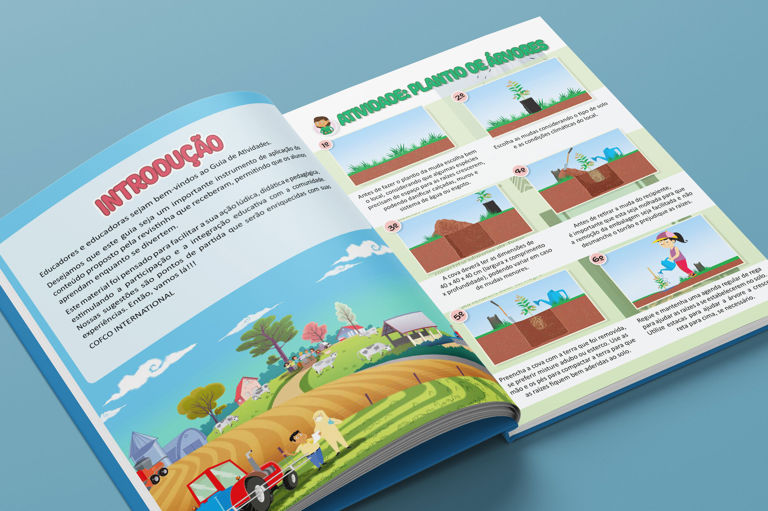 INTRODUÇÃO
Educadores e educadoras sejam bem-vindos ao Guia de Atividades.
Desejamos que este guia seja um importante instrumento de aplicação do
conteúdo proposto pela revistinha que receberam, permitindo que os alunos
aprendam enquanto se divertem.
Este material foi pensado para facilitar a sua ação lúdica, didática e pedagógica,
estimulando a participação e a integração educativa com a comunidade.
Nossas sugestões são pontos de partida que serão enriquecidas com suas
experiências. Então, vamos lá!!!
COFCO INTERNATIONAL
ATIVIDADE: PLANTIO DE ÁRVORES
1º
Antes de fazer o plantio da muda escolha bem
o local, considerando que algumas espécies
precisam de espaço para as raízes crescerem,
podendo danificar calçadas, muros e
sistema de água ou esgoto.
2º
Escolha as mudas considerando o tipo de solo
e as condições climáticas do local.
3º
A cova deverá ter as dimensões de
40 x 40 x 40 cm (largura x comprimento
x profundidade), podendo variar em caso
de mudas menores.
4º
Antes de retirar a muda do recipiente,
é importante que esta seja molhada para que
a remoção da embalagem seja facilitada e não
desmanche o torrão e prejudique as raízes.
5º
Preencha a cova com a terra que foi removida,
se preferir misture adubo ou esterco. Use as
mão e os pés para compactar a terra para que
as raízes fiquem bem aderidas ao solo.
6º
Regue e mantenha uma agenda regular de rega
para ajudar as raízes a se estabelecerem no solo.
Utilize estacas para ajudar a árvore a crescer
reta para cima, se necessário.